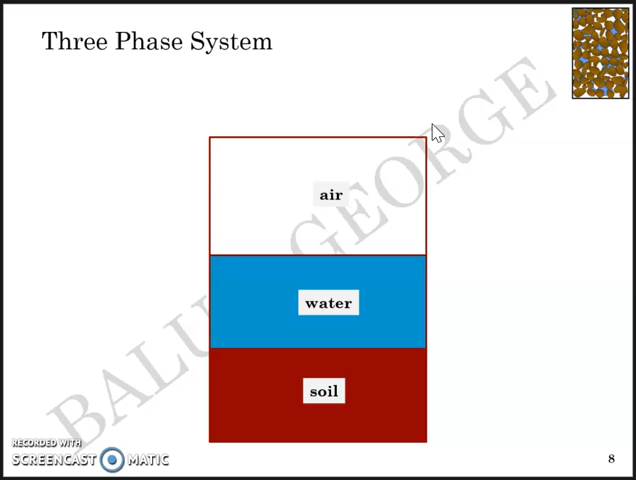 Three Phase System
BALU GEORGE
air
water
soil
RECORDED WITH
SCREENCAST MATIC
8